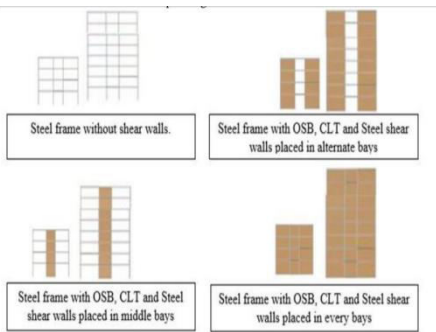 Steel frame without shear walls.
Steel frame with OSB, CLT and Steel shear
walls placed in alternate bays
Steel frame with OSB, CLT and Steel
shear walls placed in middle bays
Steel frame with OSB, CLT and Steel shear
walls placed in every bays